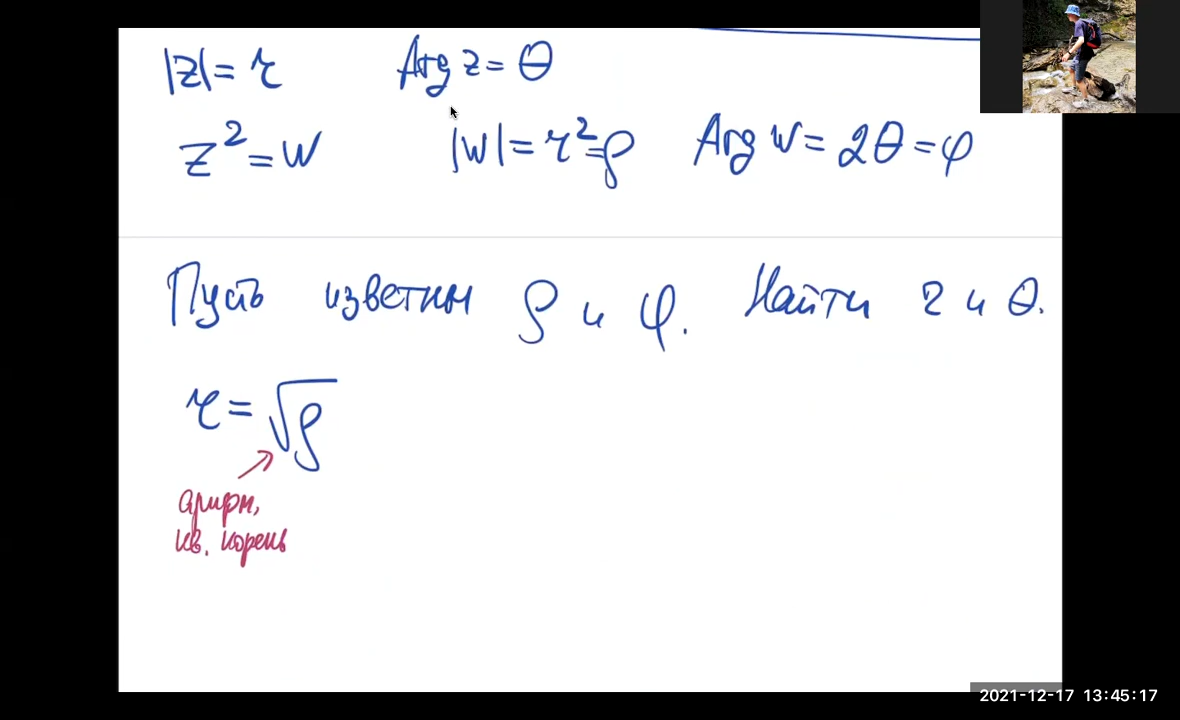 |z| = r Arg z = θ
z² = w |w| = r² = ρ Arg w = 2θ = φ
Пусть известны ρ и φ. Найти r и θ.
r = √ρ
арифм,
кв. корень
2021-12-17 13:45:17